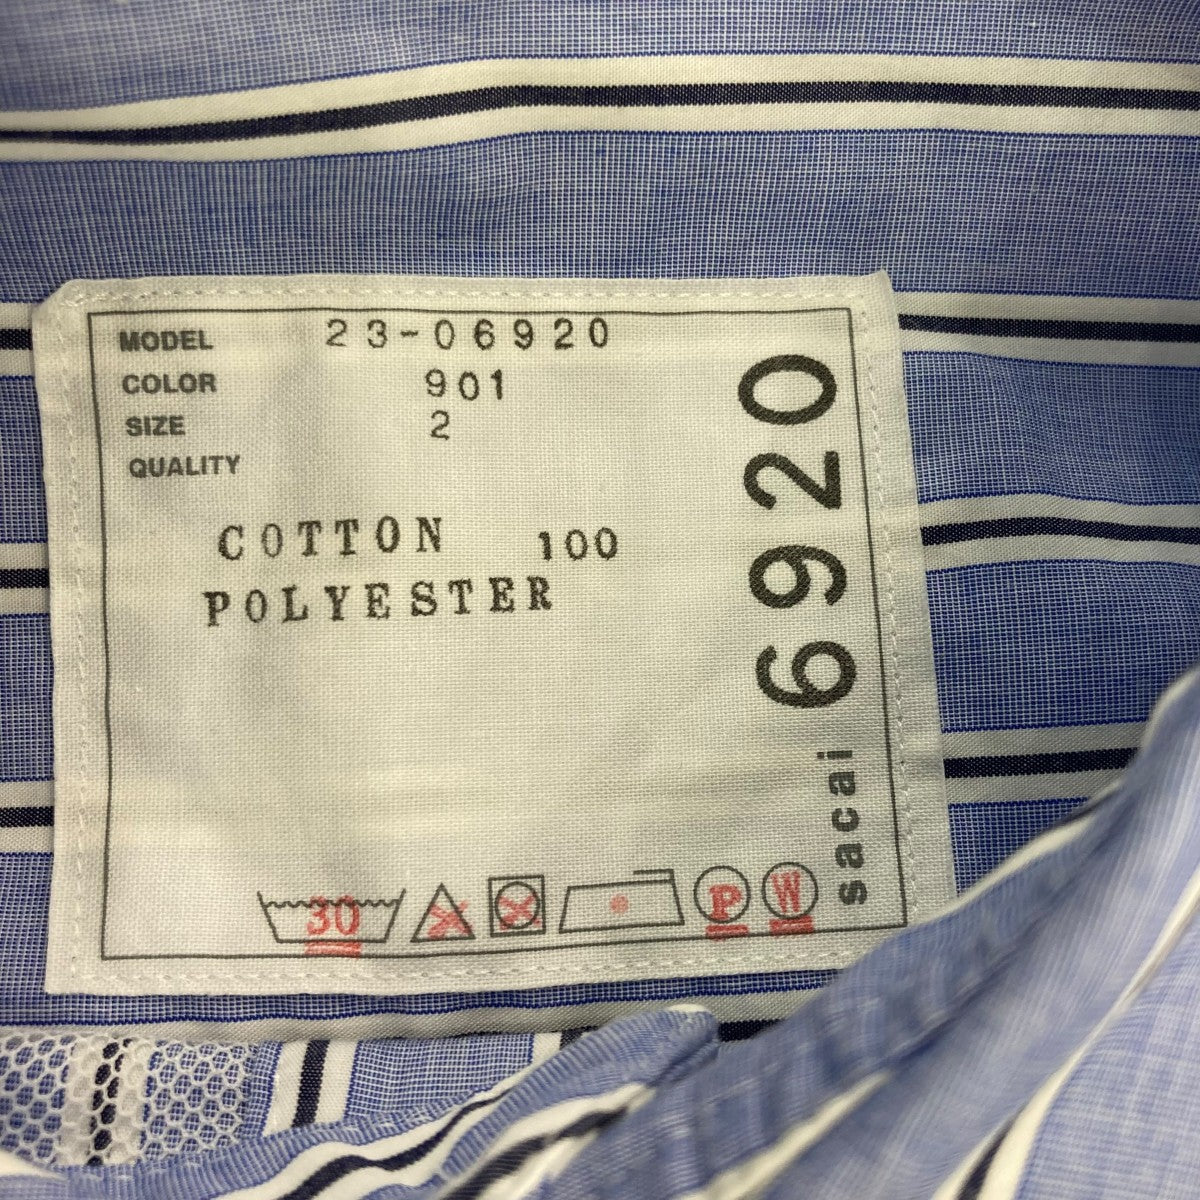 MODEL 23-06920
COLOR 901
SIZE 2
QUALITY
COTTON 100
POLYESTER
30
P
W
sacai 6920